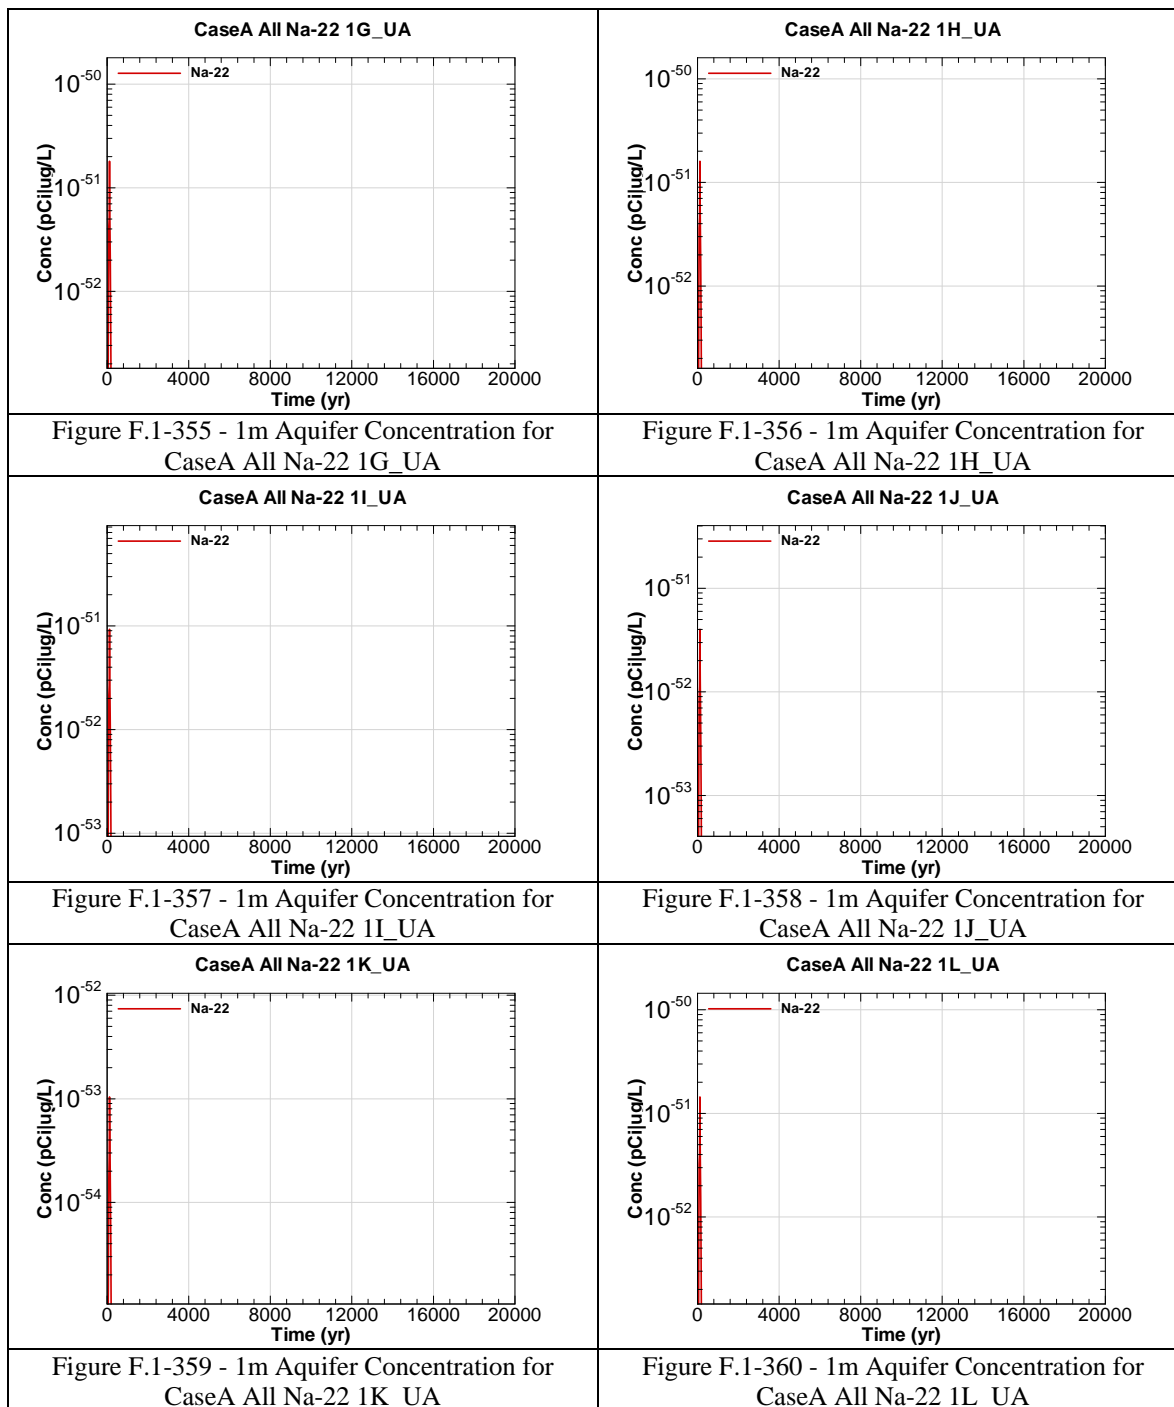 CaseA All Na-22 1G_UA
Na-22
10^-50
10^-51
10^-52
Conc (pCi|ug/L)
0 4000 8000 12000 16000 20000
Time (yr)
Figure F.1-355 - 1m Aquifer Concentration for
CaseA All Na-22 1G_UA
CaseA All Na-22 1H_UA
Na-22
10^-50
10^-51
10^-52
Conc (pCi|ug/L)
0 4000 8000 12000 16000 20000
Time (yr)
Figure F.1-356 - 1m Aquifer Concentration for
CaseA All Na-22 1H_UA
CaseA All Na-22 1I_UA
Na-22
10^-51
10^-52
10^-53
Conc (pCi|ug/L)
0 4000 8000 12000 16000 20000
Time (yr)
Figure F.1-357 - 1m Aquifer Concentration for
CaseA All Na-22 1I_UA
CaseA All Na-22 1J_UA
Na-22
10^-51
10^-52
10^-53
Conc (pCi|ug/L)
0 4000 8000 12000 16000 20000
Time (yr)
Figure F.1-358 - 1m Aquifer Concentration for
CaseA All Na-22 1J_UA
CaseA All Na-22 1K_UA
Na-22
10^-52
10^-53
10^-54
Conc (pCi|ug/L)
0 4000 8000 12000 16000 20000
Time (yr)
Figure F.1-359 - 1m Aquifer Concentration for
CaseA All Na-22 1K_UA
CaseA All Na-22 1L_UA
Na-22
10^-50
10^-51
10^-52
Conc (pCi|ug/L)
0 4000 8000 12000 16000 20000
Time (yr)
Figure F.1-360 - 1m Aquifer Concentration for
CaseA All Na-22 1L_UA